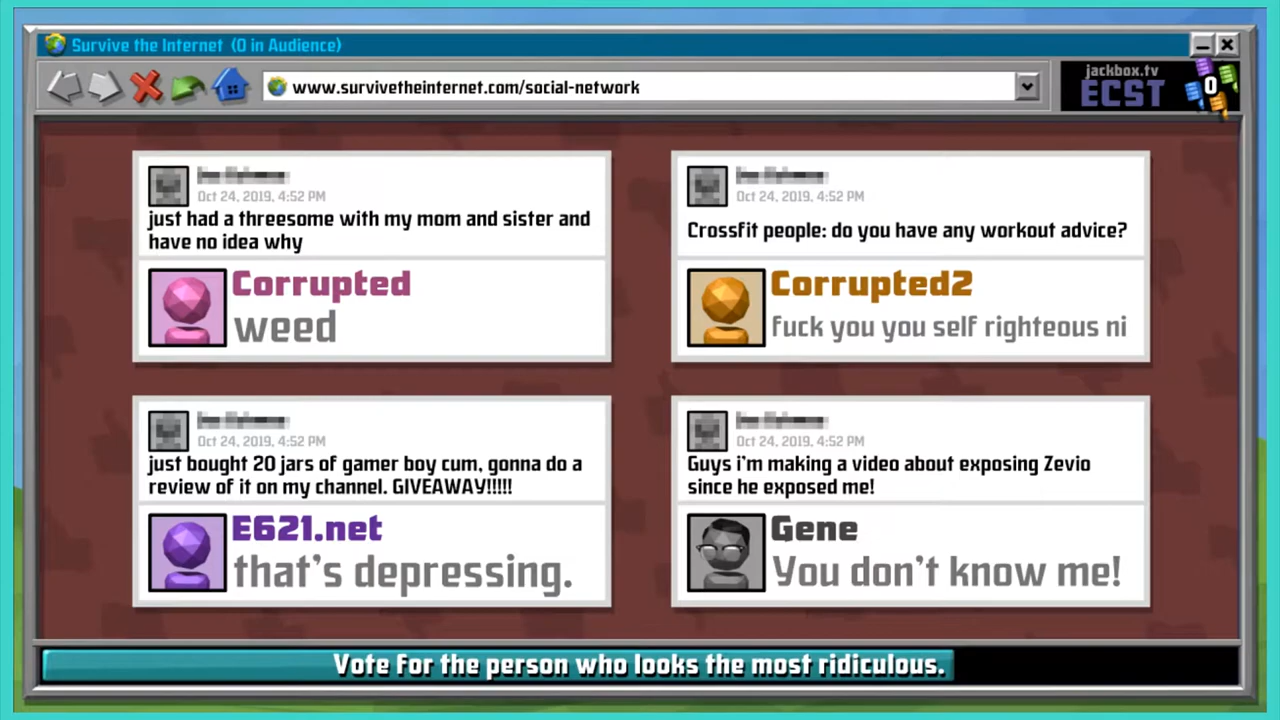 Survive the Internet (0 in Audience)
www.survivetheinternet.com/social-network
jackbox.tv
ECST
0
Oct 24, 2019, 4:52 PM
just had a threesome with my mom and sister and
have no idea why
Corrupted
weed
Oct 24, 2019, 4:52 PM
Crossfit people: do you have any workout advice?
Corrupted2
fuck you you self righteous ni
Oct 24, 2019, 4:52 PM
just bought 20 jars of gamer boy cum, gonna do a
review of it on my channel. GIVEAWAY!!!!!
E621.net
that's depressing.
Oct 24, 2019, 4:52 PM
Guys i'm making a video about exposing Zevio
since he exposed me!
Gene
You don't know me!
Vote for the person who looks the most ridiculous.